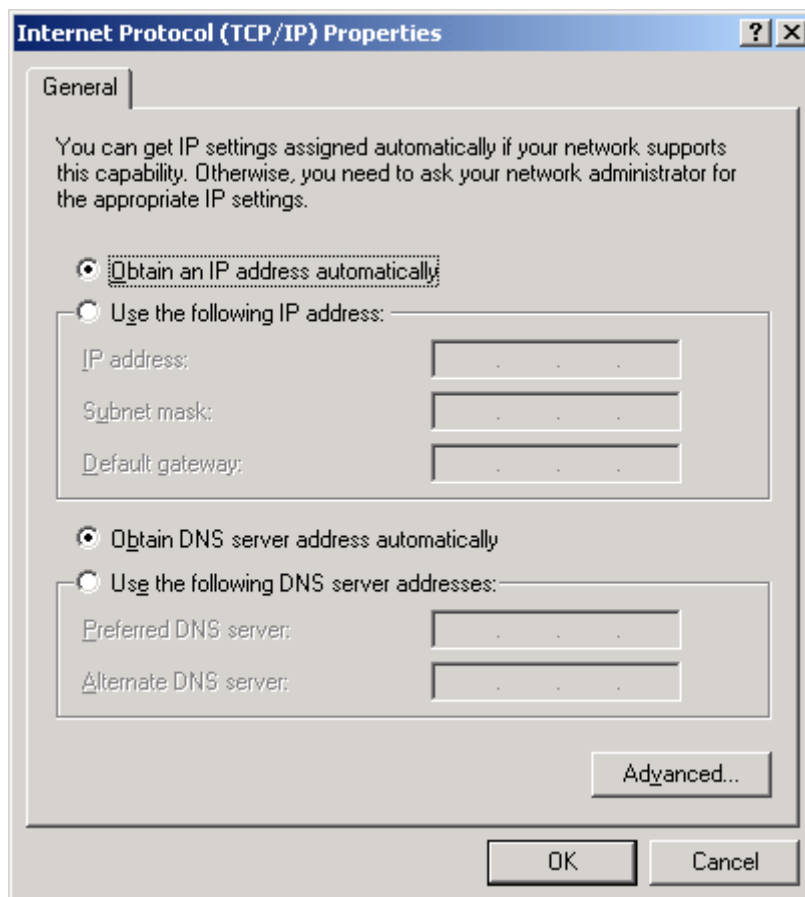 Internet Protocol (TCP/IP) Properties
General
You can get IP settings assigned automatically if your network supports
this capability. Otherwise, you need to ask your network administrator for
the appropriate IP settings.
Obtain an IP address automatically
Use the following IP address:
IP address:
Subnet mask:
Default gateway:
Obtain DNS server address automatically
Use the following DNS server addresses:
Preferred DNS server:
Alternate DNS server:
Advanced...
OK
Cancel